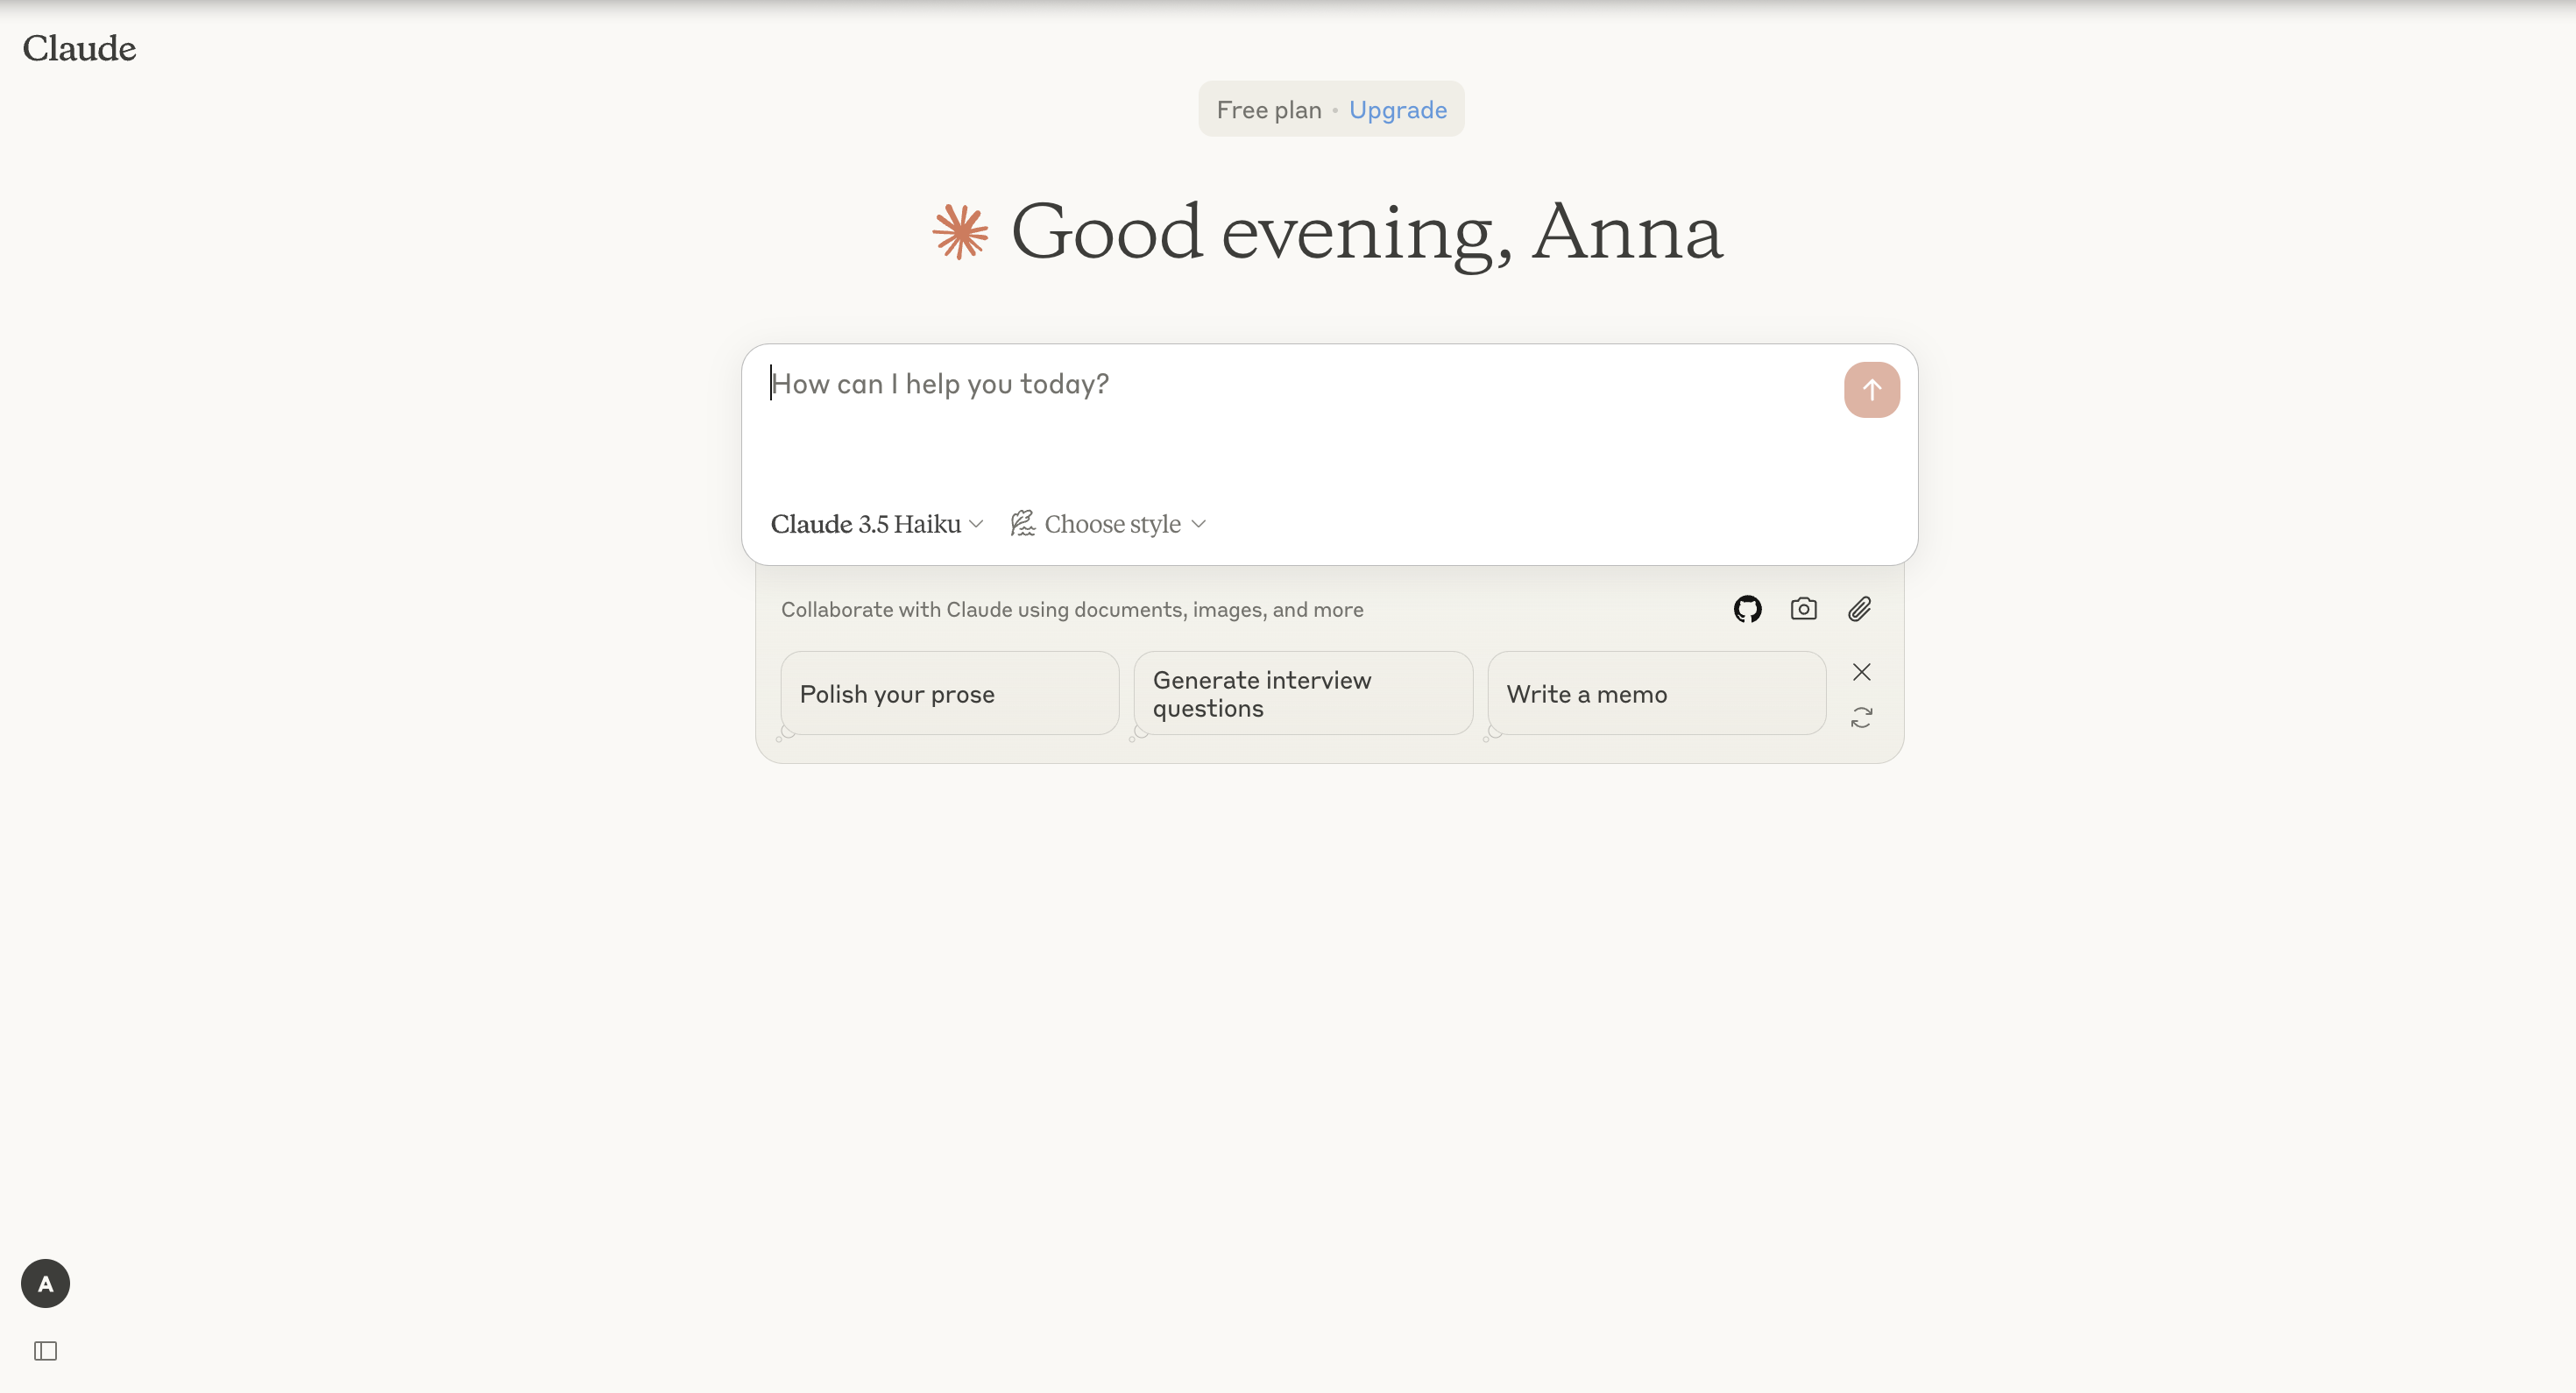 Claude
Free plan • Upgrade
Good evening, Anna
How can I help you today?
Claude 3.5 Haiku Choose style
Collaborate with Claude using documents, images, and more
Polish your prose
Generate interview
questions
Write a memo
A